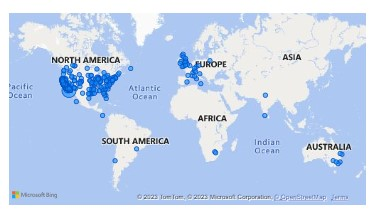 NORTH AMERICA
EUROPE
ASIA
Pacific
Ocean
Atlantic
Ocean
AFRICA
SOUTH AMERICA
Indian
Ocean
AUSTRALIA
Microsoft Bing
© 2023 TomTom, © 2023 Microsoft Corporation, © OpenStreetMap Terms